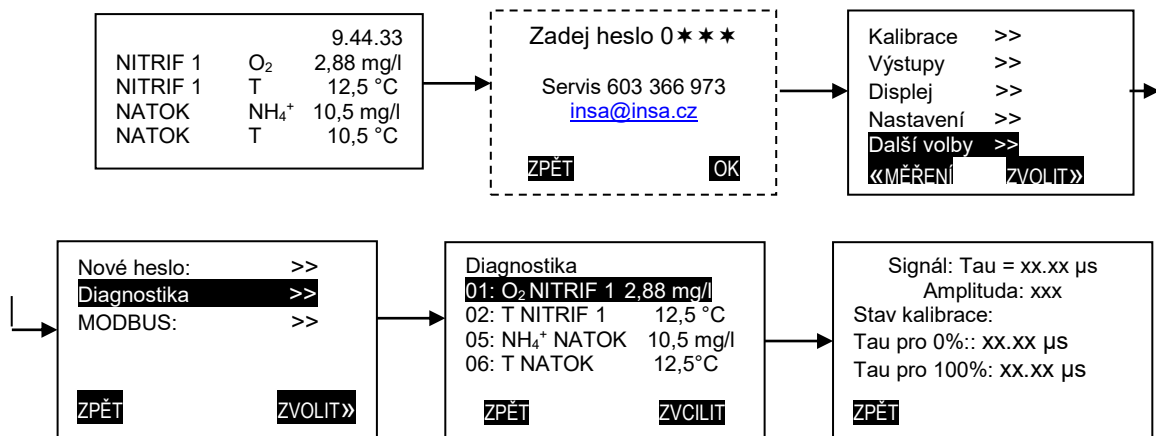 9.44.33
NITRIF 1 O₂ 2,88 mg/l
NITRIF 1 T 12,5 °C
NATOK NH₄⁺ 10,5 mg/l
NATOK T 10,5 °C
Zadej heslo 0✶✶✶
Servis 603 366 973
insa@insa.cz
ZPĚT OK
Kalibrace >>
Výstupy >>
Displej >>
Nastavení >>
Další volby >>
«MĚŘENÍ ZVOLIT»
Nové heslo: >>
Diagnostika >>
MODBUS: >>
ZPĚT ZVOLIT»
Diagnostika
01: O₂ NITRIF 1 2,88 mg/l
02: T NITRIF 1 12,5 °C
05: NH₄⁺ NATOK 10,5 mg/l
06: T NATOK 12,5°C
ZPĚT ZVCILIT
Signál: Tau = xx.xx µs
Amplituda: xxx
Stav kalibrace:
Tau pro 0%:: xx.xx µs
Tau pro 100%: xx.xx µs
ZPĚT